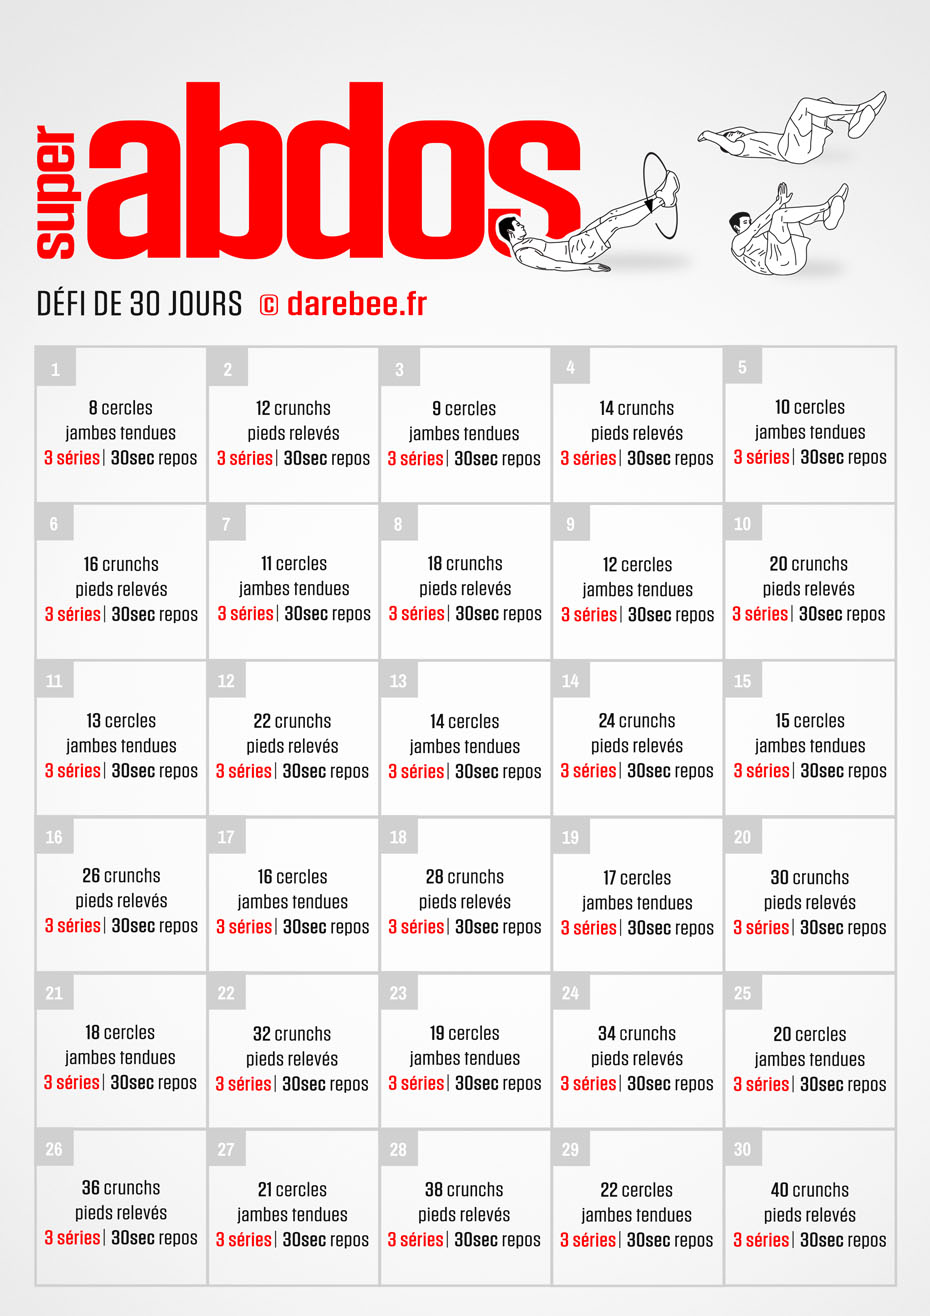 super
abdos
DÉFI DE 30 JOURS © darebee.fr
1
8 cercles
jambes tendues
3 séries| 30sec repos
2
12 crunchs
pieds relevés
3 séries| 30sec repos
3
9 cercles
jambes tendues
3 séries| 30sec repos
4
14 crunchs
pieds relevés
3 séries| 30sec repos
5
10 cercles
jambes tendues
3 séries| 30sec repos
6
16 crunchs
pieds relevés
3 séries| 30sec repos
7
11 cercles
jambes tendues
3 séries| 30sec repos
8
18 crunchs
pieds relevés
3 séries| 30sec repos
9
12 cercles
jambes tendues
3 séries| 30sec repos
10
20 crunchs
pieds relevés
3 séries| 30sec repos
11
13 cercles
jambes tendues
3 séries| 30sec repos
12
22 crunchs
pieds relevés
3 séries| 30sec repos
13
14 cercles
jambes tendues
3 séries| 30sec repos
14
24 crunchs
pieds relevés
3 séries| 30sec repos
15
15 cercles
jambes tendues
3 séries| 30sec repos
16
26 crunchs
pieds relevés
3 séries| 30sec repos
17
16 cercles
jambes tendues
3 séries| 30sec repos
18
28 crunchs
pieds relevés
3 séries| 30sec repos
19
17 cercles
jambes tendues
3 séries| 30sec repos
20
30 crunchs
pieds relevés
3 séries| 30sec repos
21
18 cercles
jambes tendues
3 séries| 30sec repos
22
32 crunchs
pieds relevés
3 séries| 30sec repos
23
19 cercles
jambes tendues
3 séries| 30sec repos
24
34 crunchs
pieds relevés
3 séries| 30sec repos
25
20 cercles
jambes tendues
3 séries| 30sec repos
26
36 crunchs
pieds relevés
3 séries| 30sec repos
27
21 cercles
jambes tendues
3 séries| 30sec repos
28
38 crunchs
pieds relevés
3 séries| 30sec repos
29
22 cercles
jambes tendues
3 séries| 30sec repos
30
40 crunchs
pieds relevés
3 séries| 30sec repos